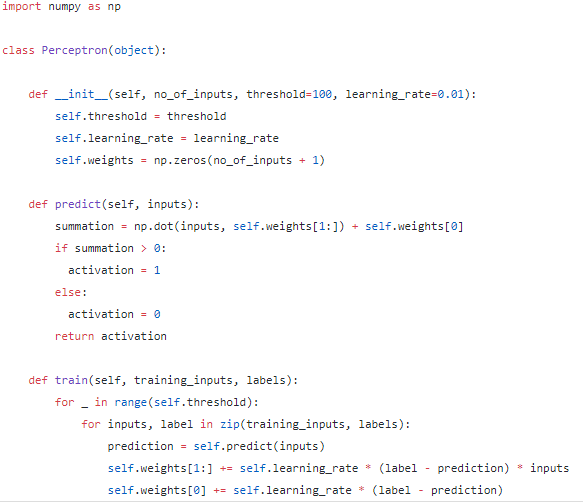 import numpy as np
class Perceptron(object):
    def __init__(self, no_of_inputs, threshold=100, learning_rate=0.01):
        self.threshold = threshold
        self.learning_rate = learning_rate
        self.weights = np.zeros(no_of_inputs + 1)
    def predict(self, inputs):
        summation = np.dot(inputs, self.weights[1:]) + self.weights[0]
        if summation > 0:
          activation = 1
        else:
          activation = 0
        return activation
    def train(self, training_inputs, labels):
        for _ in range(self.threshold):
            for inputs, label in zip(training_inputs, labels):
                prediction = self.predict(inputs)
                self.weights[1:] += self.learning_rate * (label - prediction) * inputs
                self.weights[0] += self.learning_rate * (label - prediction)